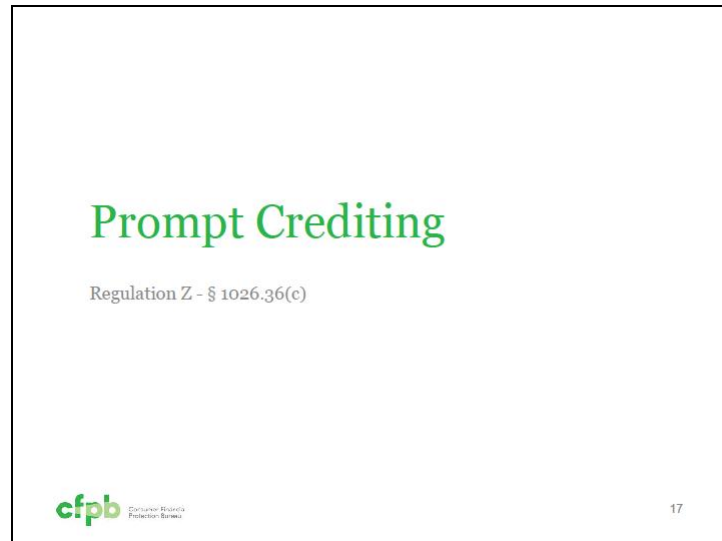 Prompt Crediting
Regulation Z - § 1026.36(c)
cfpb
Consumer Financial
Protection Bureau
17